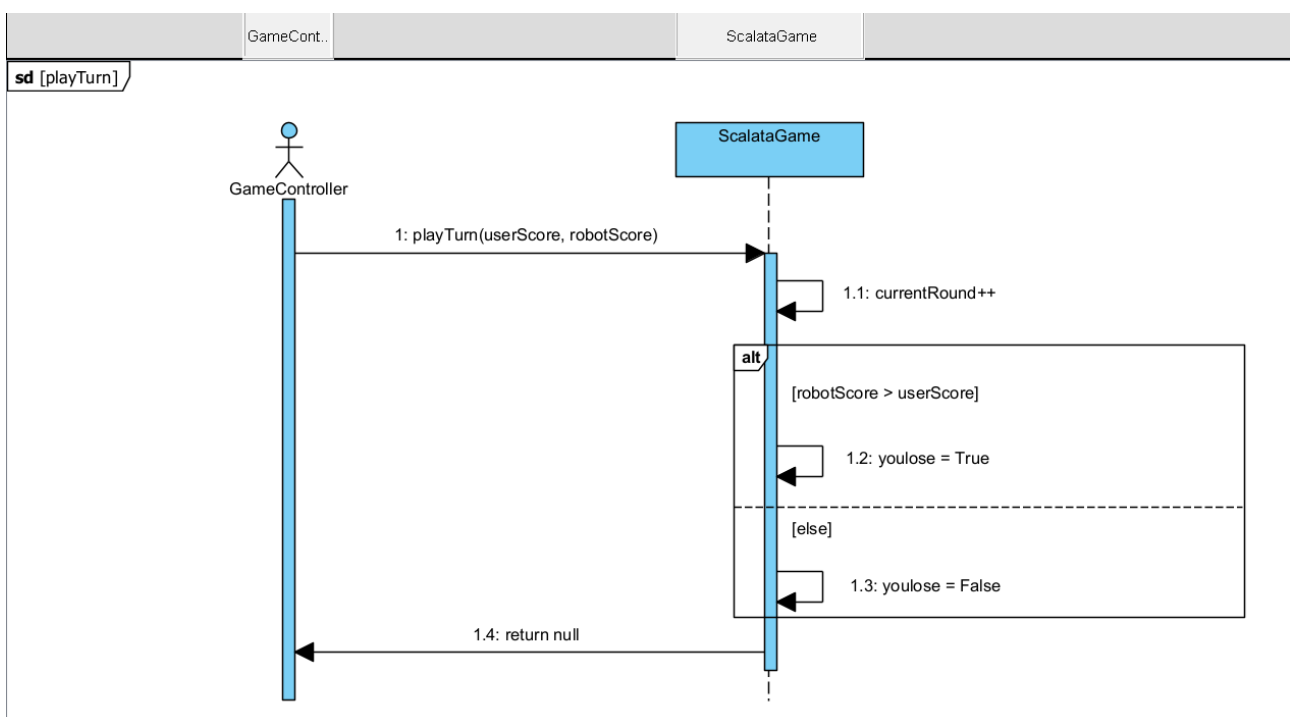 GameCont..
ScalataGame
sd [playTurn]
ScalataGame
GameController
1: playTurn(userScore, robotScore)
1.1: currentRound++
alt
[robotScore > userScore]
1.2: youlose = True
[else]
1.3: youlose = False
1.4: return null